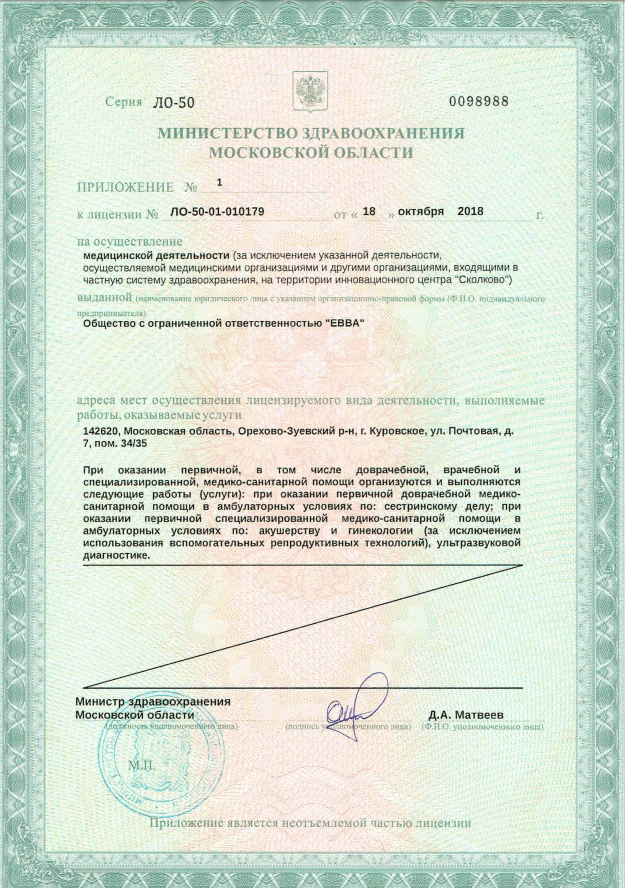 Серия ЛО-50 0098988
МИНИСТЕРСТВО ЗДРАВООХРАНЕНИЯ
МОСКОВСКОЙ ОБЛАСТИ
ПРИЛОЖЕНИЕ № 1
к лицензии № ЛО-50-01-010179 от « 18 » октября 2018 г.
на осуществление
медицинской деятельности (за исключением указанной деятельности,
осуществляемой медицинскими организациями и другими организациями, входящими в
частную систему здравоохранения, на территории инновационного центра "Сколково")
выданной (наименование юридического лица с указанием организационно-правовой формы (Ф.И.О. индивидуального
предпринимателя)
Общество с ограниченной ответственностью "ЕВВА"
адреса мест осуществления лицензируемого вида деятельности, выполняемые
работы, оказываемые услуги
142620, Московская область, Орехово-Зуевский р-н, г. Куровское, ул. Почтовая, д.
7, пом. 34/35
При оказании первичной, в том числе доврачебной, врачебной и
специализированной, медико-санитарной помощи организуются и выполняются
следующие работы (услуги): при оказании первичной доврачебной медико-
санитарной помощи в амбулаторных условиях по: сестринскому делу; при
оказании первичной специализированной медико-санитарной помощи в
амбулаторных условиях по: акушерству и гинекологии (за исключением
использования вспомогательных репродуктивных технологий), ультразвуковой
диагностике.
Министр здравоохранения
Московской области Д.А. Матвеев
(должность уполномоченного лица) (подпись уполномоченного лица) (Ф.И.О. уполномоченного лица)
М.П.
Приложение является неотъемлемой частью лицензии